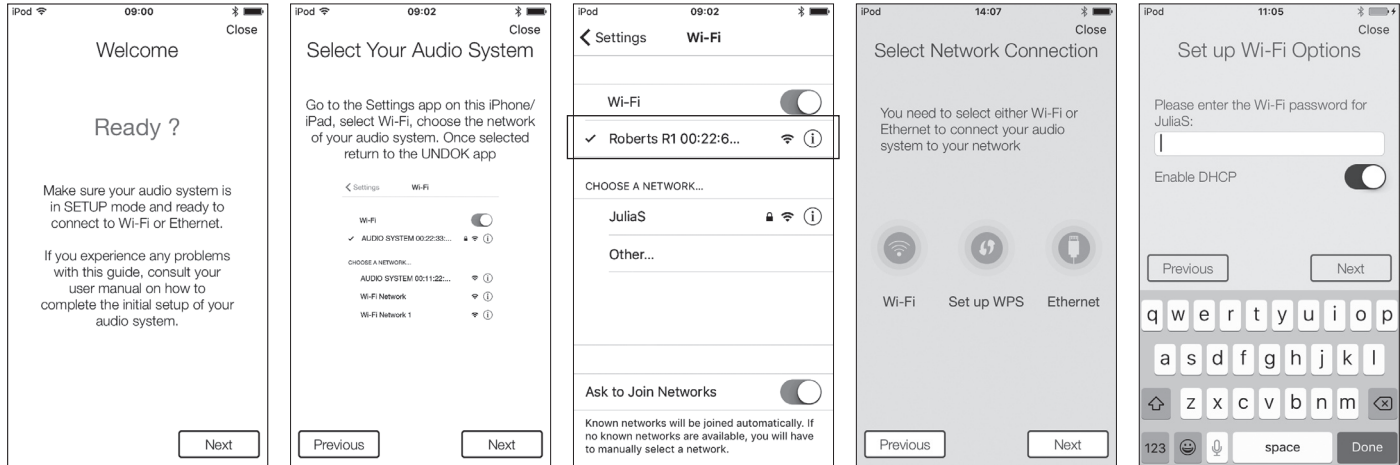 iPod 09:00
Close
Welcome
Ready ?
Make sure your audio system is
in SETUP mode and ready to
connect to Wi-Fi or Ethernet.
If you experience any problems
with this guide, consult your
user manual on how to
complete the initial setup of your
audio system.
Next
iPod 09:02
Close
Select Your Audio System
Go to the Settings app on this iPhone/
iPad, select Wi-Fi, choose the network
of your audio system. Once selected
return to the UNDOK app
Settings Wi-Fi
Wi-Fi
AUDIO SYSTEM 00:22:33:...
CHOOSE A NETWORK...
AUDIO SYSTEM 00:11:22:...
Wi-Fi Network
Wi-Fi Network 1
Previous Next
iPod 09:02
Settings Wi-Fi
Wi-Fi
Roberts R1 00:22:6...
CHOOSE A NETWORK...
JuliaS
Other...
Ask to Join Networks
Known networks will be joined automatically. If
no known networks are available, you will have
to manually select a network.
iPod 14:07
Close
Select Network Connection
You need to select either Wi-Fi or
Ethernet to connect your audio
system to your network
Wi-Fi Set up WPS Ethernet
Previous Next
iPod 11:05
Close
Set up Wi-Fi Options
Please enter the Wi-Fi password for
JuliaS:
Enable DHCP
Previous Next
q w e r t y u i o p
a s d f g h j k l
z x c v b n m
123 space Done